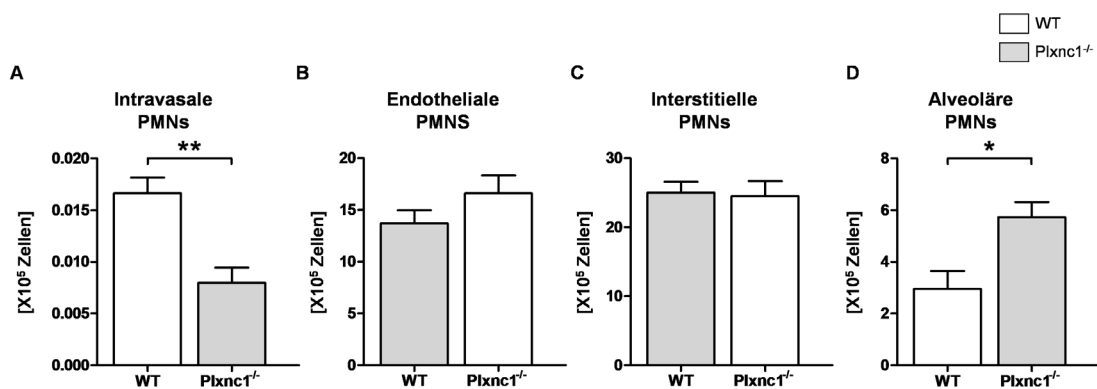 WT
Plxnc1⁻/⁻
A
Intravasale
PMNs
**
[X10⁵ Zellen]
0.020
0.015
0.010
0.005
0.000
WT
Plxnc1⁻/⁻
B
Endotheliale
PMNS
[X10⁵ Zellen]
20
15
10
5
0
WT
Plxnc1⁻/⁻
C
Interstitielle
PMNs
[X10⁵ Zellen]
30
20
10
0
WT
Plxnc1⁻/⁻
D
Alveoläre
PMNs
*
[X10⁵ Zellen]
8
6
4
2
0
WT
Plxnc1⁻/⁻